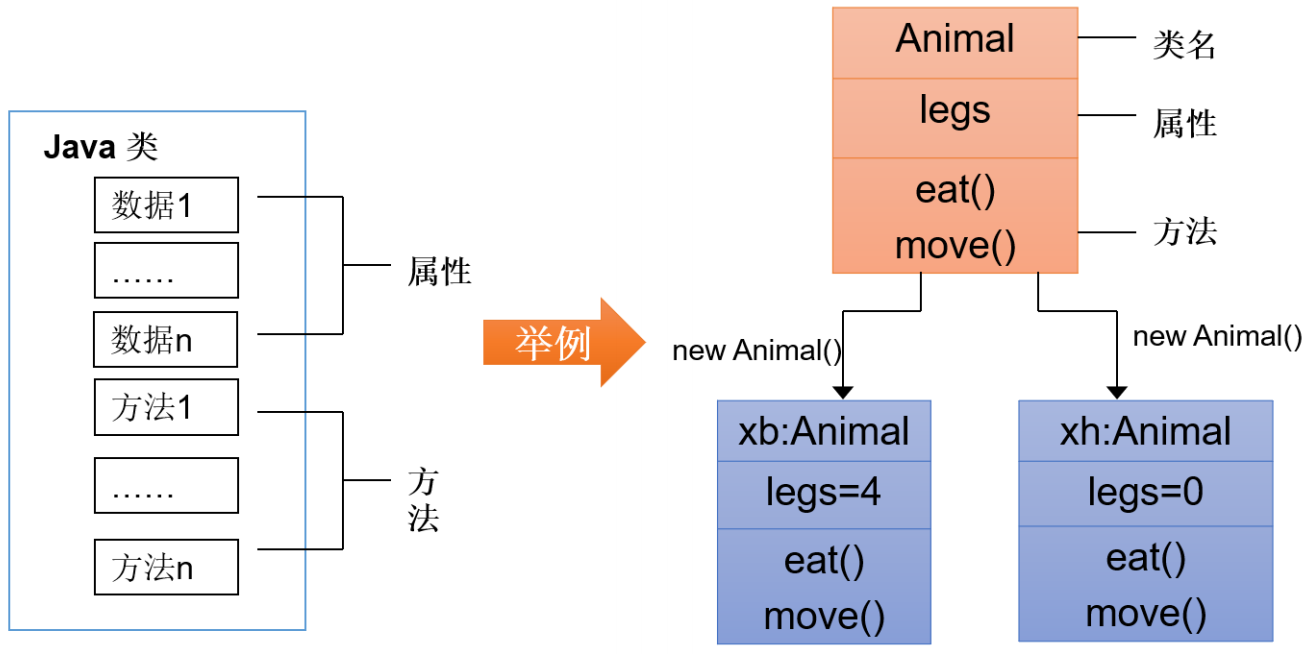 Java 类
数据1
……
数据n
方法1
……
方法n
属性
方
法
举例
Animal
legs
eat()
move()
类名
属性
方法
new Animal()
new Animal()
xb:Animal
legs=4
eat()
move()
xh:Animal
legs=0
eat()
move()